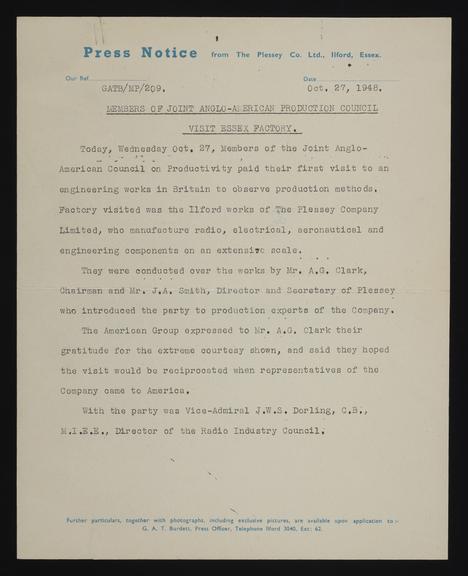 Press Notice from The Plessey Co. Ltd., Ilford, Essex.
Our Ref. Date
GATB/MP/209. Oct. 27, 1948.
MEMBERS OF JOINT ANGLO-AMERICAN PRODUCTION COUNCIL
VISIT ESSEX FACTORY.
Today, Wednesday Oct. 27, Members of the Joint Anglo-
American Council on Productivity paid their first visit to an
engineering works in Britain to observe production methods.
Factory visited was the Ilford works of The Plessey Company
Limited, who manufacture radio, electrical, aeronautical and
engineering components on an extensive scale.
They were conducted over the works by Mr. A.G. Clark,
Chairman and Mr. J.A. Smith, Director and Secretary of Plessey
who introduced the party to production experts of the Company.
The American Group expressed to Mr. A.G. Clark their
gratitude for the extreme courtesy shown, and said they hoped
the visit would be reciprocated when representatives of the
Company came to America.
With the party was Vice-Admiral J.W.S. Dorling, C.B.,
M.I.E.E., Director of the Radio Industry Council.
Further particulars, together with photographs, including exclusive pictures, are available upon application to :-
G. A. T. Burdett, Press Officer, Telephone Ilford 3040, Ext: 62.